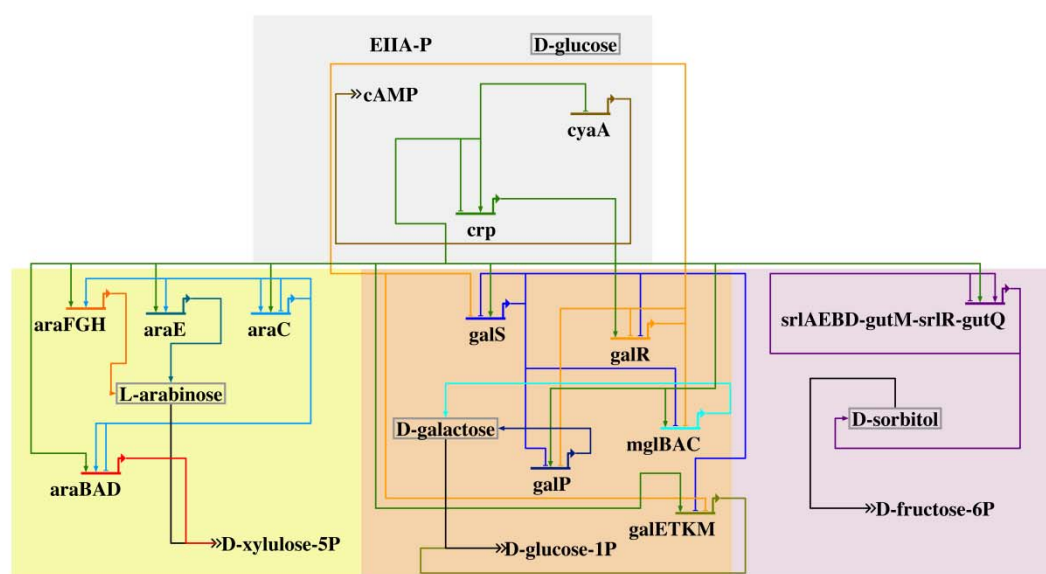 EIIA-P
D-glucose
cAMP
cyaA
crp
araFGH
araE
araC
galS
galR
srlAEBD-gutM-srlR-gutQ
L-arabinose
D-galactose
mglBAC
D-sorbitol
araBAD
galP
galETKM
D-fructose-6P
D-xylulose-5P
D-glucose-1P